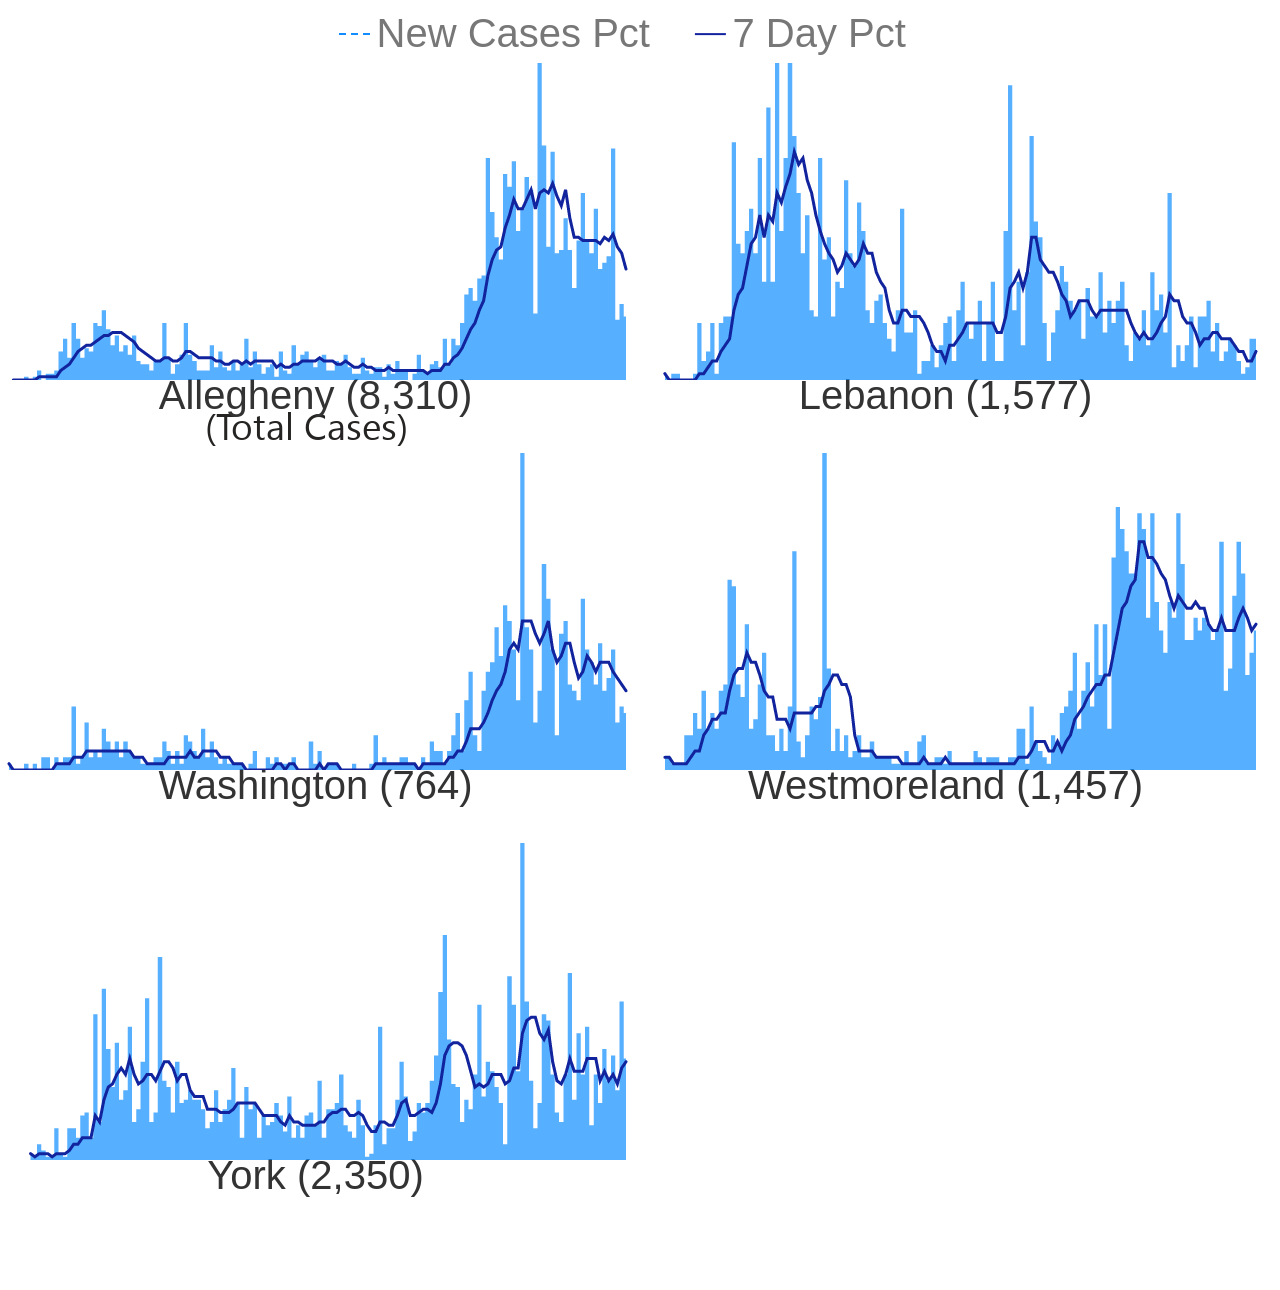 New Cases Pct 7 Day Pct
Allegheny (8,310) Lebanon (1,577)
(Total Cases)
Washington (764) Westmoreland (1,457)
York (2,350)